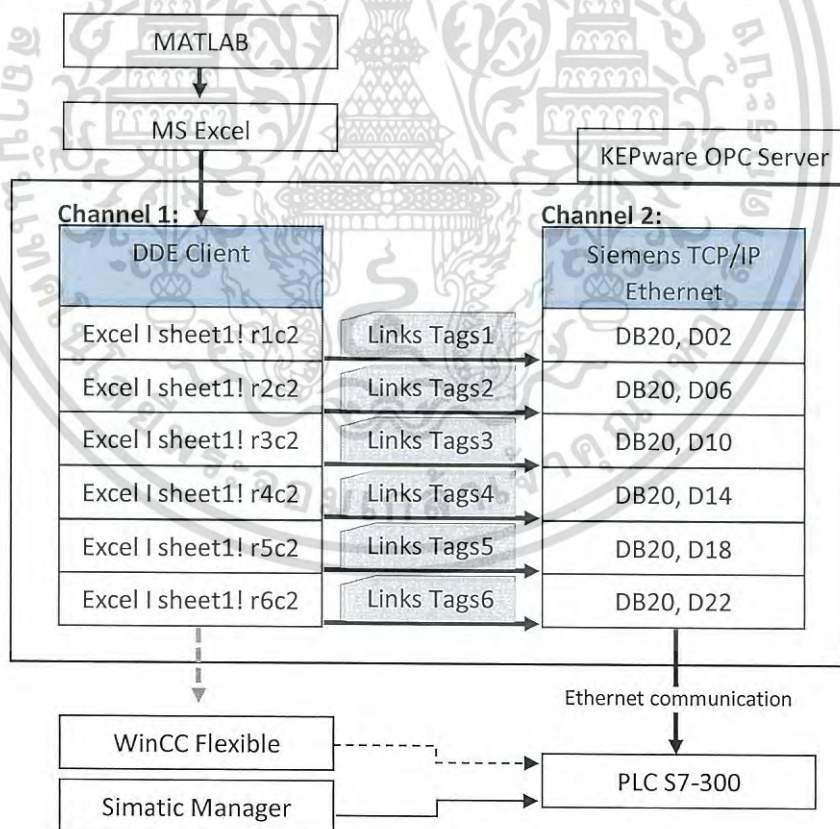 MATLAB
MS Excel
KEPware OPC Server
Channel 1:
DDE Client
Excel I sheet1! r1c2
Excel I sheet1! r2c2
Excel I sheet1! r3c2
Excel I sheet1! r4c2
Excel I sheet1! r5c2
Excel I sheet1! r6c2
Links Tags1
Links Tags2
Links Tags3
Links Tags4
Links Tags5
Links Tags6
Channel 2:
Siemens TCP/IP
Ethernet
DB20, D02
DB20, D06
DB20, D10
DB20, D14
DB20, D18
DB20, D22
Ethernet communication
WinCC Flexible
Simatic Manager
PLC S7-300